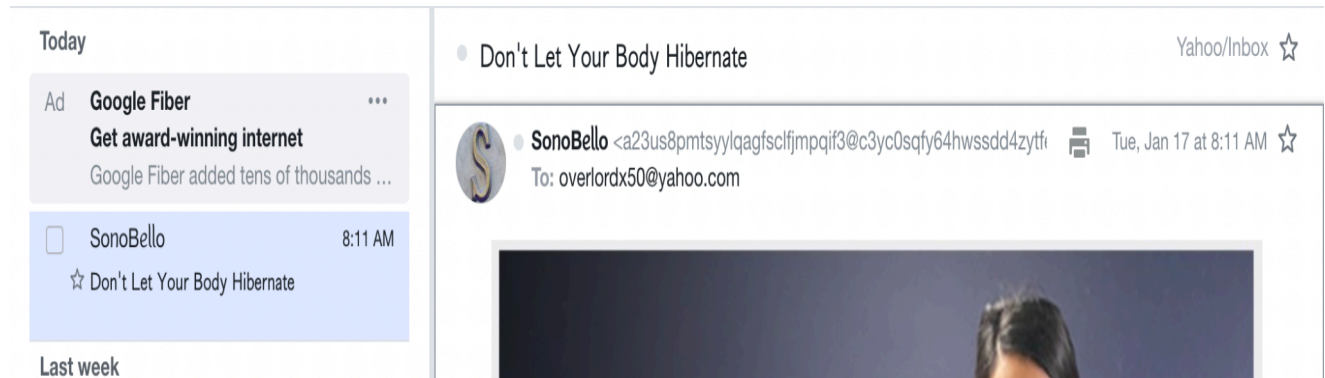 Today
Ad Google Fiber •••
Get award-winning internet
Google Fiber added tens of thousands ...
SonoBello 8:11 AM
Don't Let Your Body Hibernate
Last week
Don't Let Your Body Hibernate Yahoo/Inbox
S
SonoBello <a23us8pmtsyylqagfsclfjmpqif3@c3yc0sqfy64hwssdd4zytf Tue, Jan 17 at 8:11 AM
To: overlordx50@yahoo.com